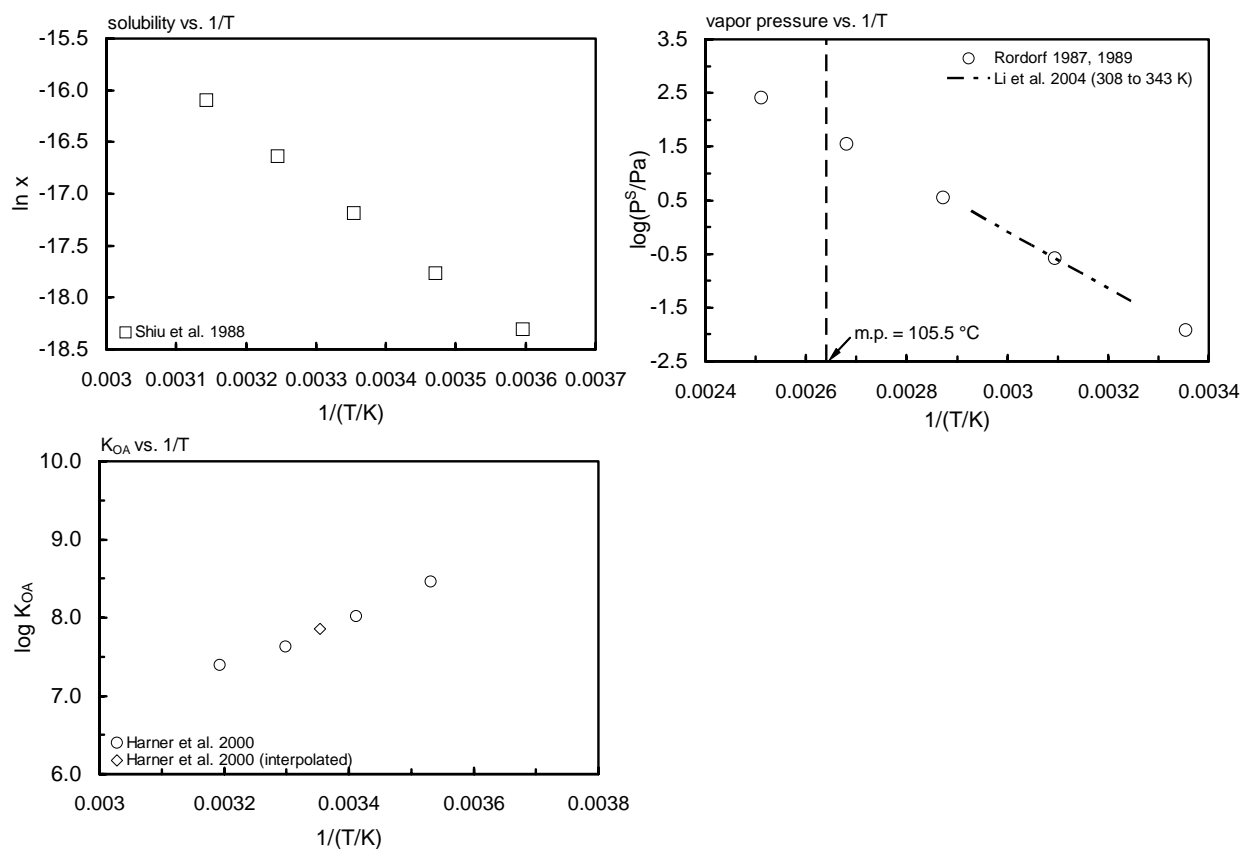 solubility vs. 1/T
-15.5
-16.0
-16.5
-17.0
-17.5
-18.0
-18.5
ln x
Shiu et al. 1988
0.003 0.0031 0.0032 0.0033 0.0034 0.0035 0.0036 0.0037
1/(T/K)
vapor pressure vs. 1/T
3.5
2.5
1.5
0.5
-0.5
-1.5
-2.5
log(P^S/Pa)
Rordorf 1987, 1989
Li et al. 2004 (308 to 343 K)
m.p. = 105.5 °C
0.0024 0.0026 0.0028 0.003 0.0032 0.0034
1/(T/K)
K_OA vs. 1/T
10.0
9.0
8.0
7.0
6.0
log K_OA
Harner et al. 2000
Harner et al. 2000 (interpolated)
0.003 0.0032 0.0034 0.0036 0.0038
1/(T/K)